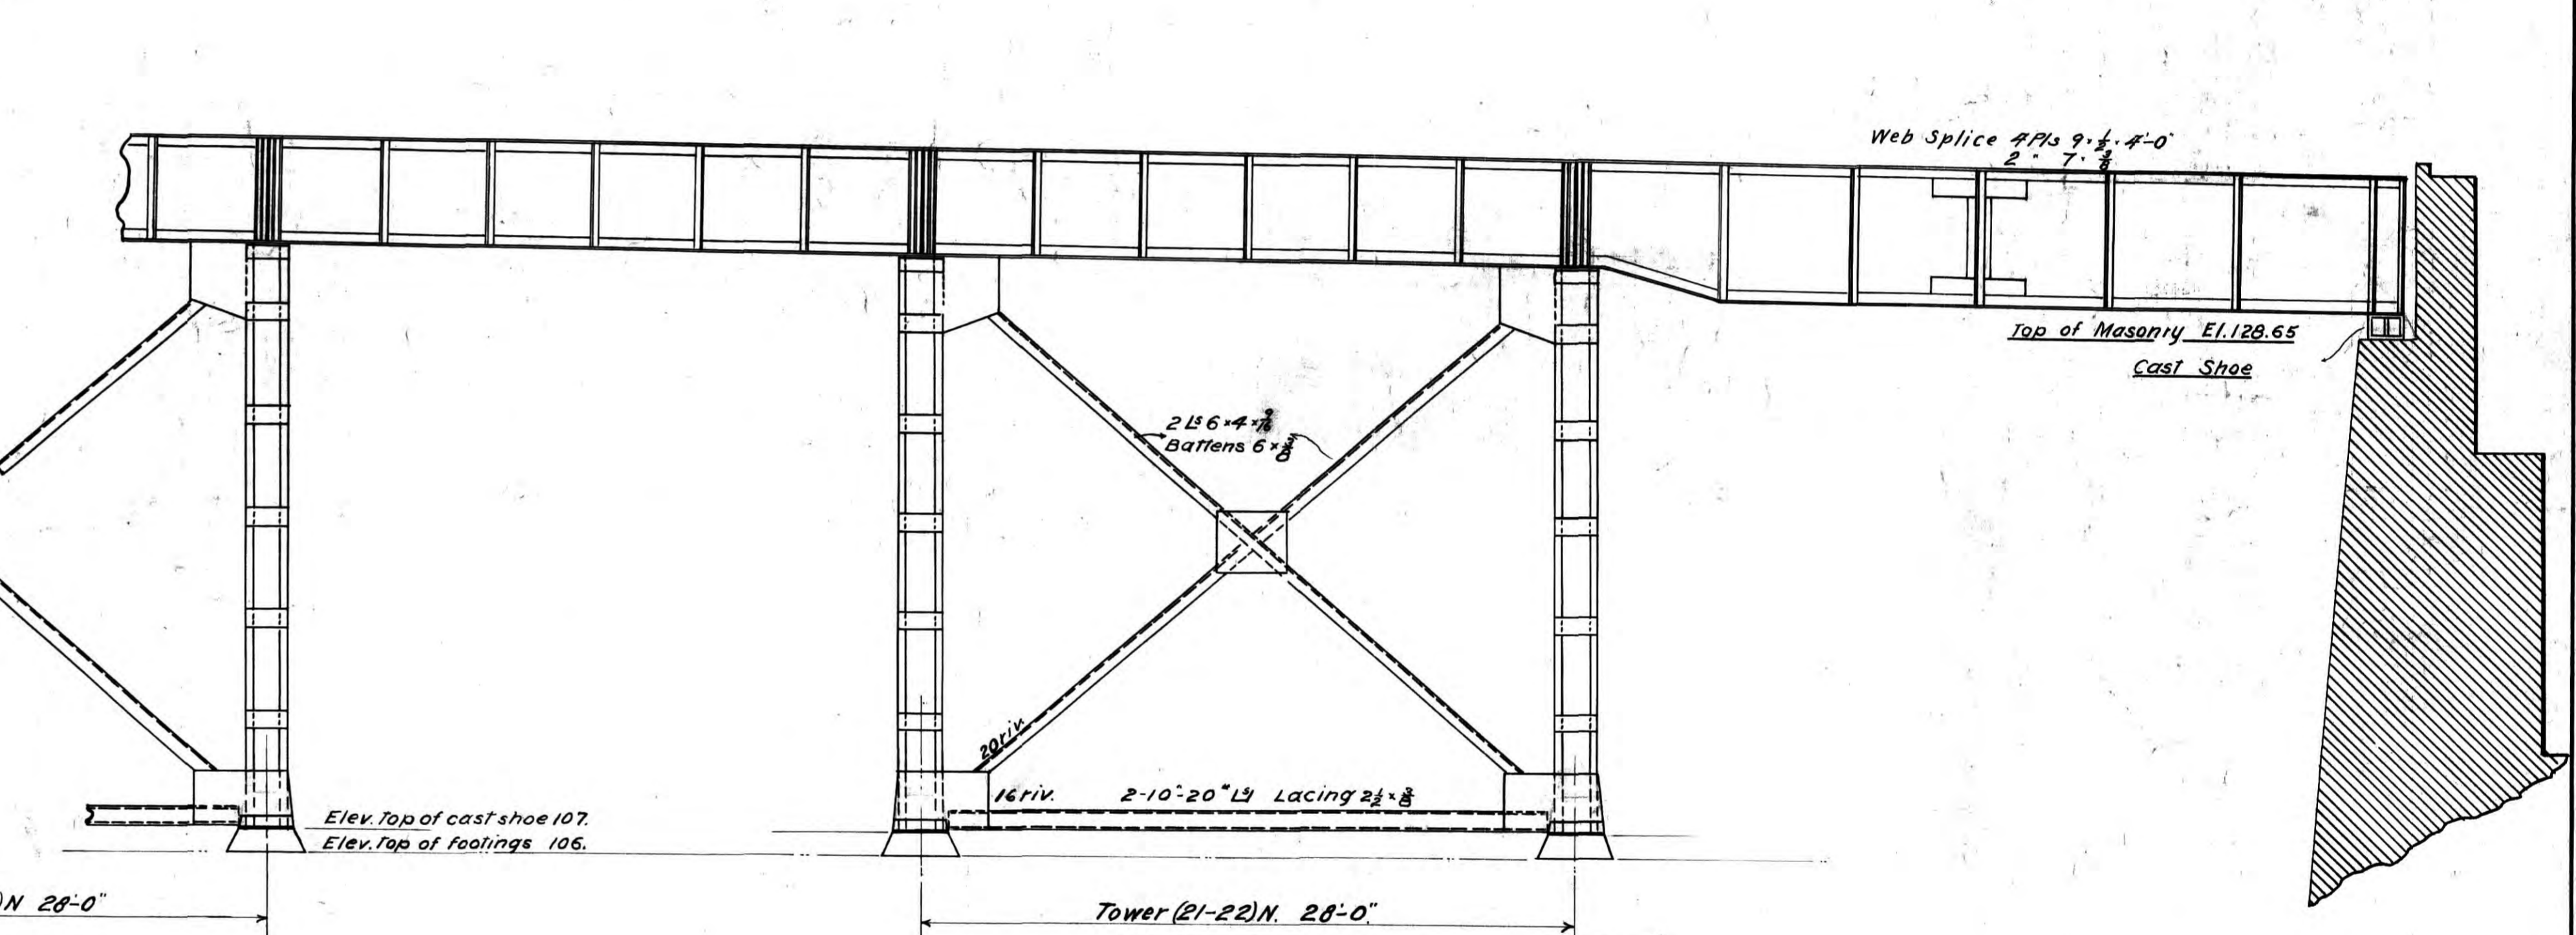 Web Splice 4 Pls 9 × 1/2 × 4'-0"
2 " 7 × 3/8
Top of Masonry El. 128.65
Cast Shoe
2 Ls 6 × 4 × 9/16
Battens 6 × 3/8
20 riv.
16 riv. 2-10"-20# Ls Lacing 2 1/2 × 3/8
Elev. Top of cast shoe 107.
Elev. Top of footings 106.
)N 28'-0"
Tower (21-22) N. 28'-0"